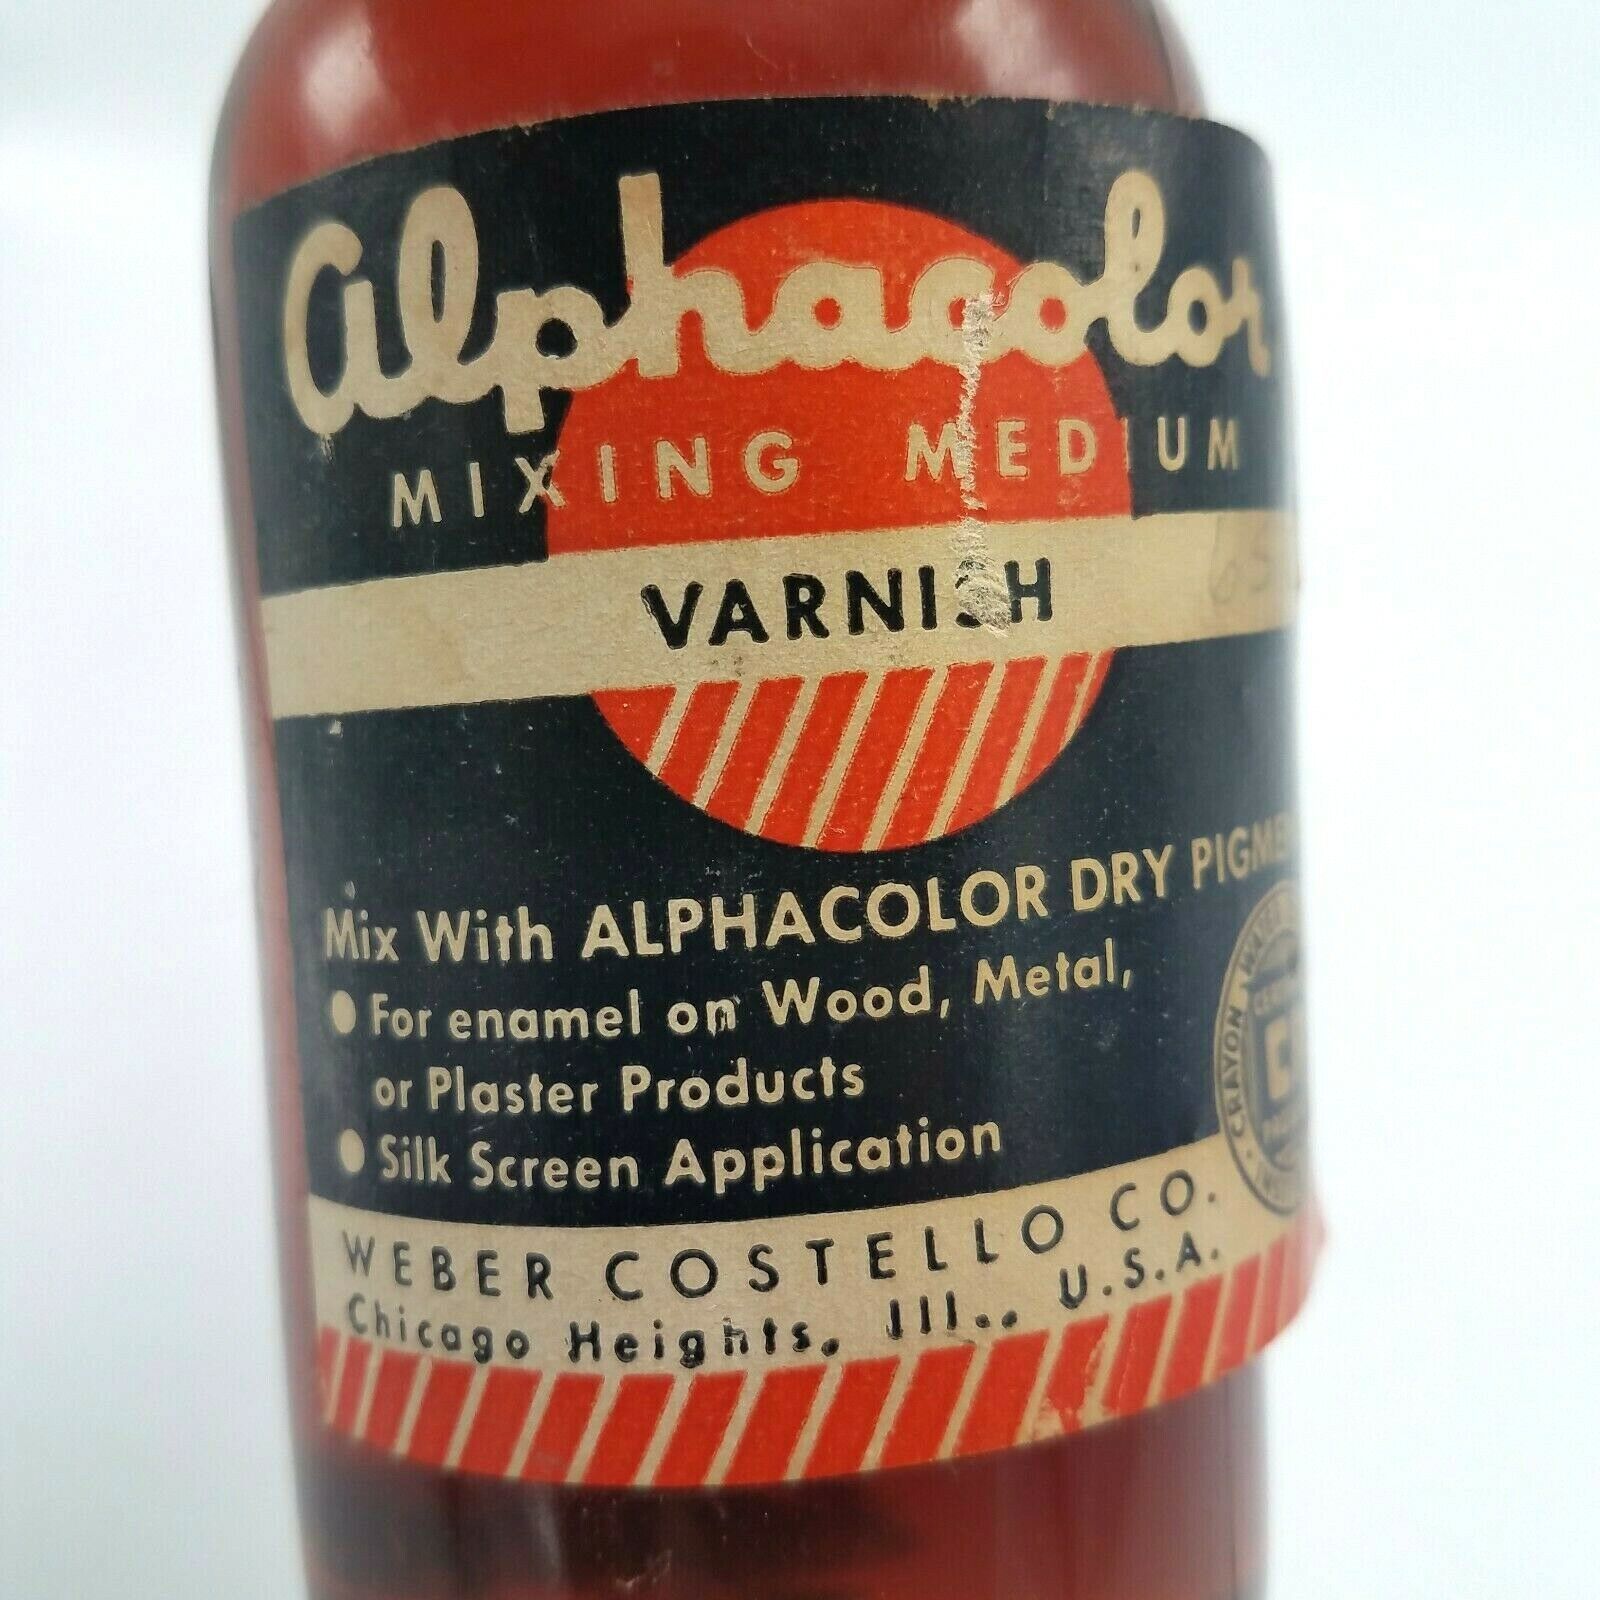 Alphacolor
MIXING MEDIUM
VARNISH
Mix With ALPHACOLOR DRY
● For enamel on Wood, Metal,
or Plaster Products
● Silk Screen Application
CRAYON
WEBER COSTELLO CO.
Chicago Heights, Ill., U.S.A.